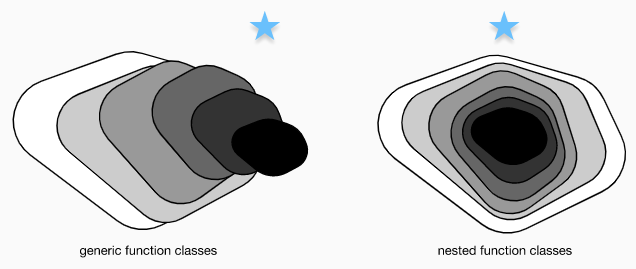 generic function classes
nested function classes